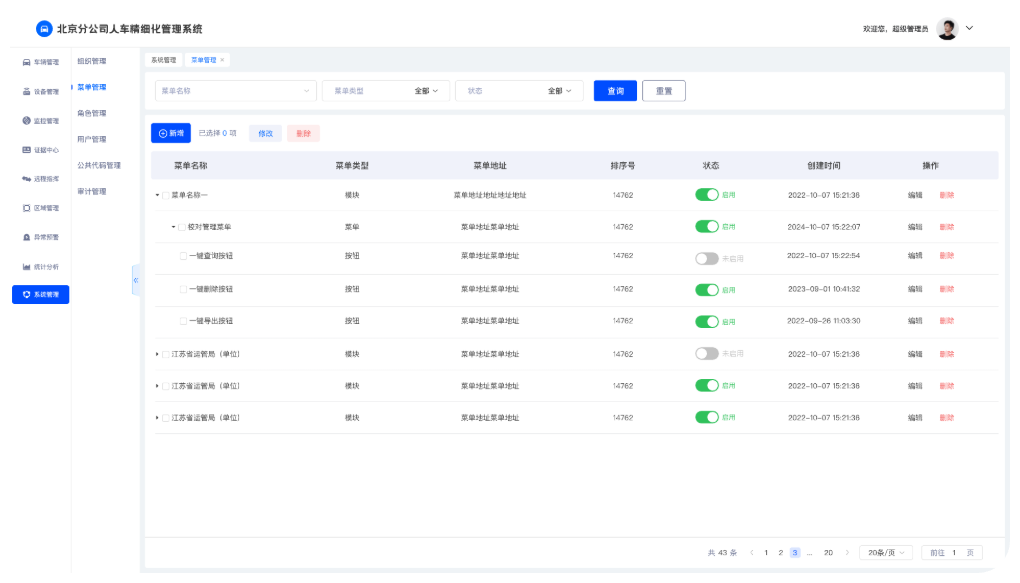 北京分公司人车精细化管理系统
欢迎您，超级管理员
车辆管理
设备管理
监控管理
证据中心
远程指挥
区域管理
异常预警
统计分析
系统管理
组织管理
菜单管理
角色管理
用户管理
公共代码管理
审计管理
系统管理 菜单管理 ×
菜单名称 菜单类型 全部 状态 全部 查询 重置
新增 已选择 0 项 修改 删除
菜单名称 菜单类型 菜单地址 排序号 状态 创建时间 操作
菜单名称一 模块 菜单地址地址地址地址 14762 启用 2022-10-07 15:21:36 编辑 删除
校对管理菜单 菜单 菜单地址菜单地址 14762 启用 2024-10-07 15:22:07 编辑 删除
一键查询按钮 按钮 菜单地址菜单地址 14762 未启用 2022-10-07 15:22:54 编辑 删除
一键删除按钮 按钮 菜单地址菜单地址 14762 启用 2023-09-01 10:41:32 编辑 删除
一键导出按钮 按钮 菜单地址菜单地址 14762 启用 2022-09-26 11:03:30 编辑 删除
江苏省运管局（单位） 模块 菜单地址菜单地址 14762 未启用 2022-10-07 15:21:36 编辑 删除
江苏省运管局（单位） 模块 菜单地址菜单地址 14762 启用 2022-10-07 15:21:36 编辑 删除
江苏省运管局（单位） 模块 菜单地址菜单地址 14762 启用 2022-10-07 15:21:36 编辑 删除
共 43 条 < 1 2 3 ... 20 > 20条/页 前往 1 页